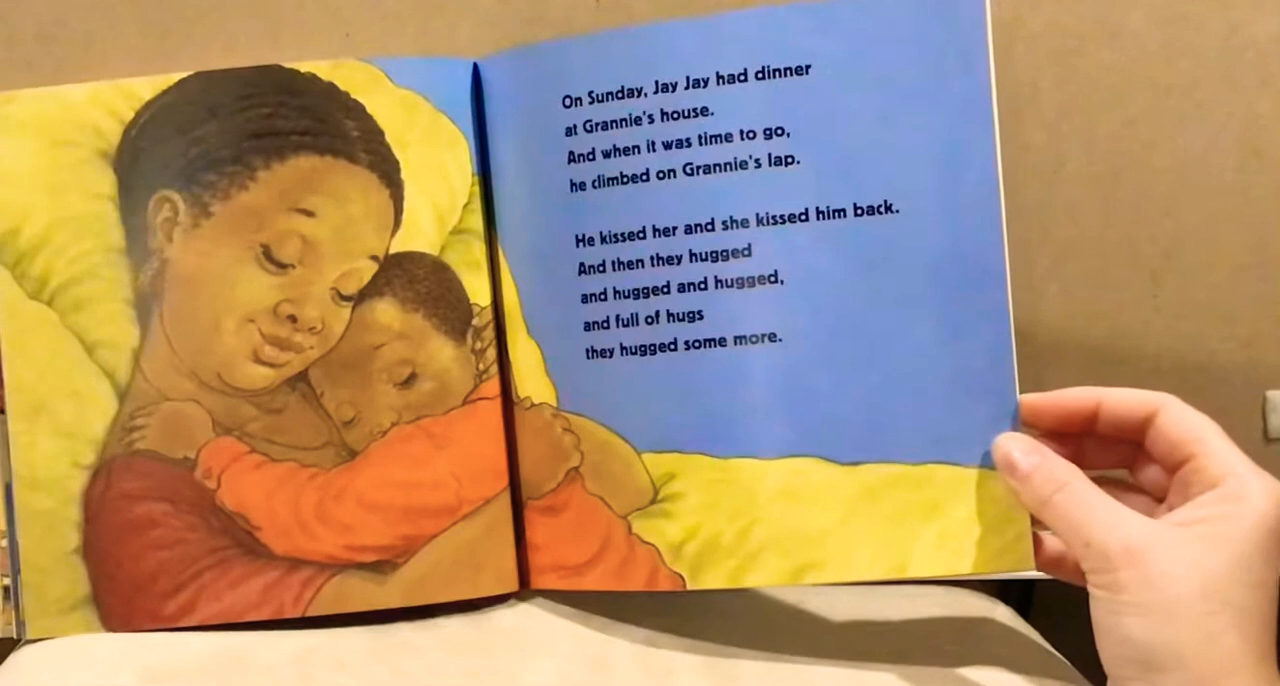 On Sunday, Jay Jay had dinner
at Grannie's house.
And when it was time to go,
he climbed on Grannie's lap.
He kissed her and she kissed him back.
And then they hugged
and hugged and hugged,
and full of hugs
they hugged some more.